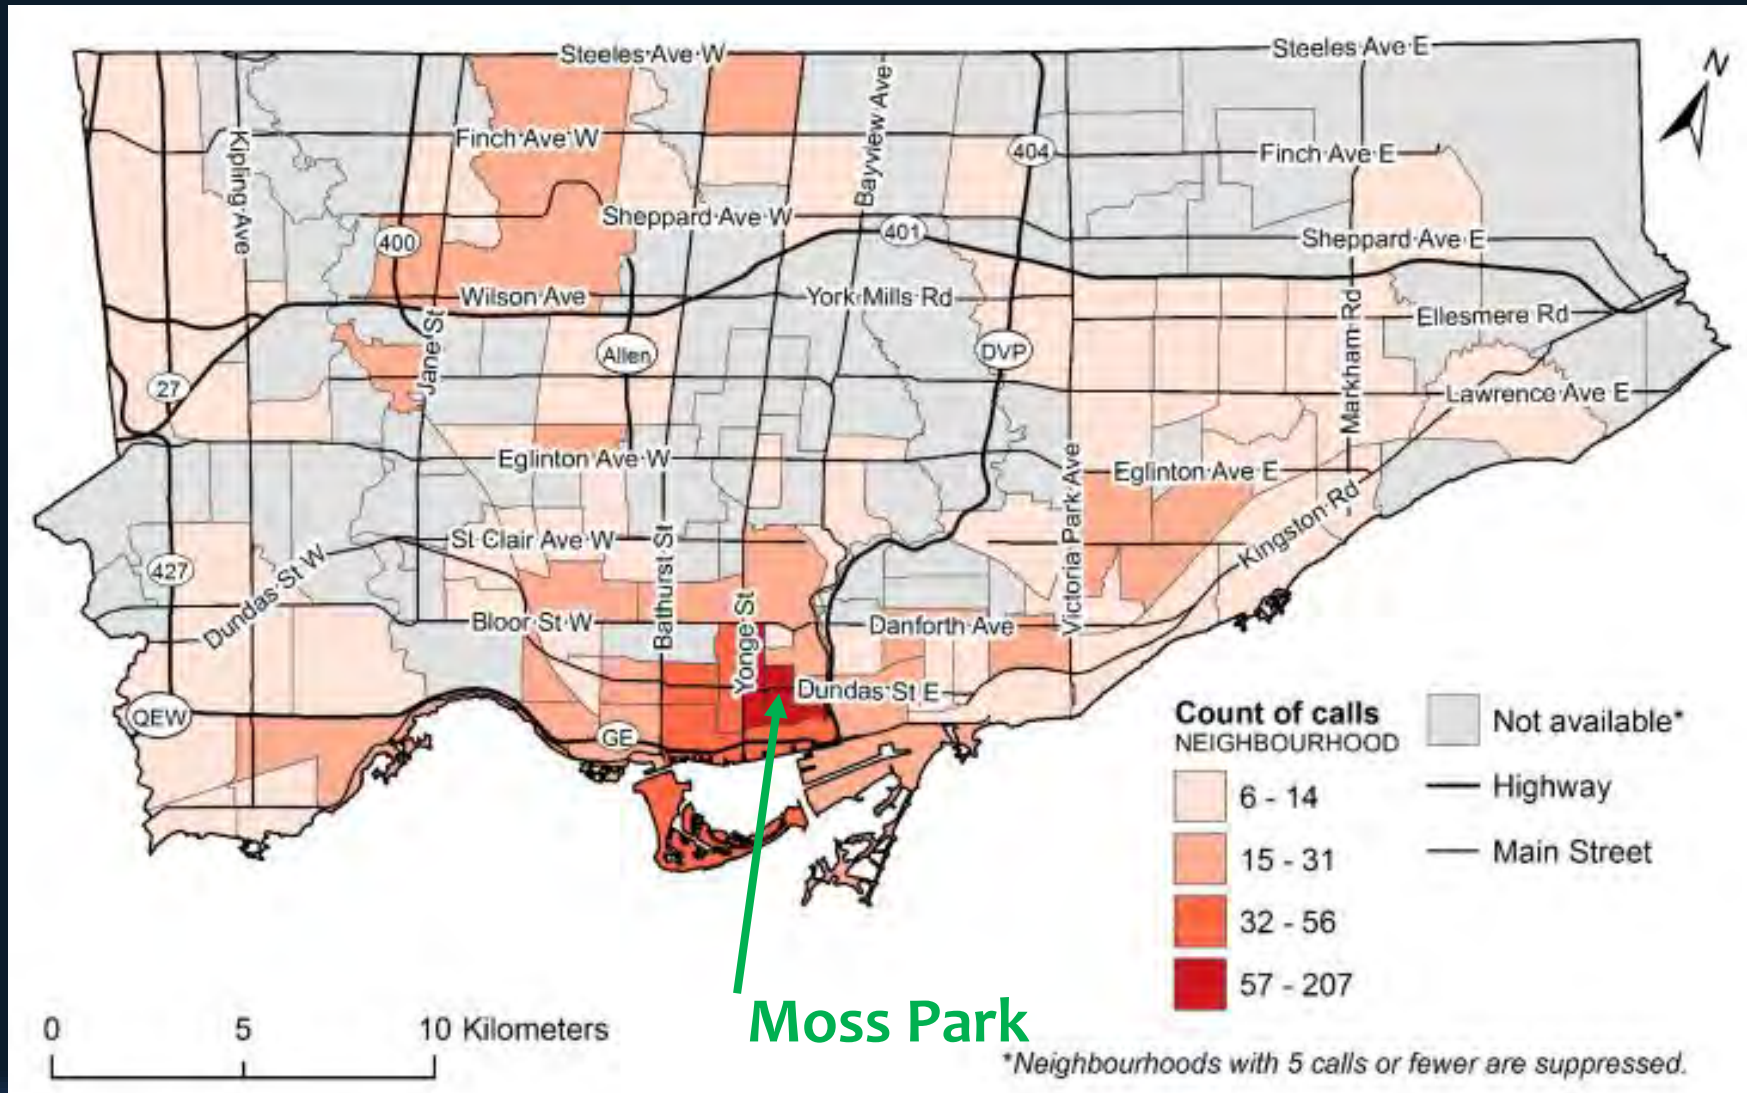 Steeles Ave W
Steeles Ave E
N
Kipling Ave
Finch Ave W
Bayview Ave
404
Finch Ave E
400
Sheppard Ave W
401
Sheppard Ave E
Wilson Ave
York Mills Rd
Markham Rd
Ellesmere Rd
Jane St
Allen
DVP
27
Lawrence Ave E
Eglinton Ave W
Victoria Park Ave
Eglinton Ave E
Kingston Rd
427
Dundas St W
St Clair Ave W
Bathurst St
Bloor St W
Yonge St
Danforth Ave
QEW
GE
Dundas St E
Count of calls
NEIGHBOURHOOD
6 - 14
15 - 31
32 - 56
57 - 207
Not available*
Highway
Main Street
0 5 10 Kilometers
Moss Park
*Neighbourhoods with 5 calls or fewer are suppressed.